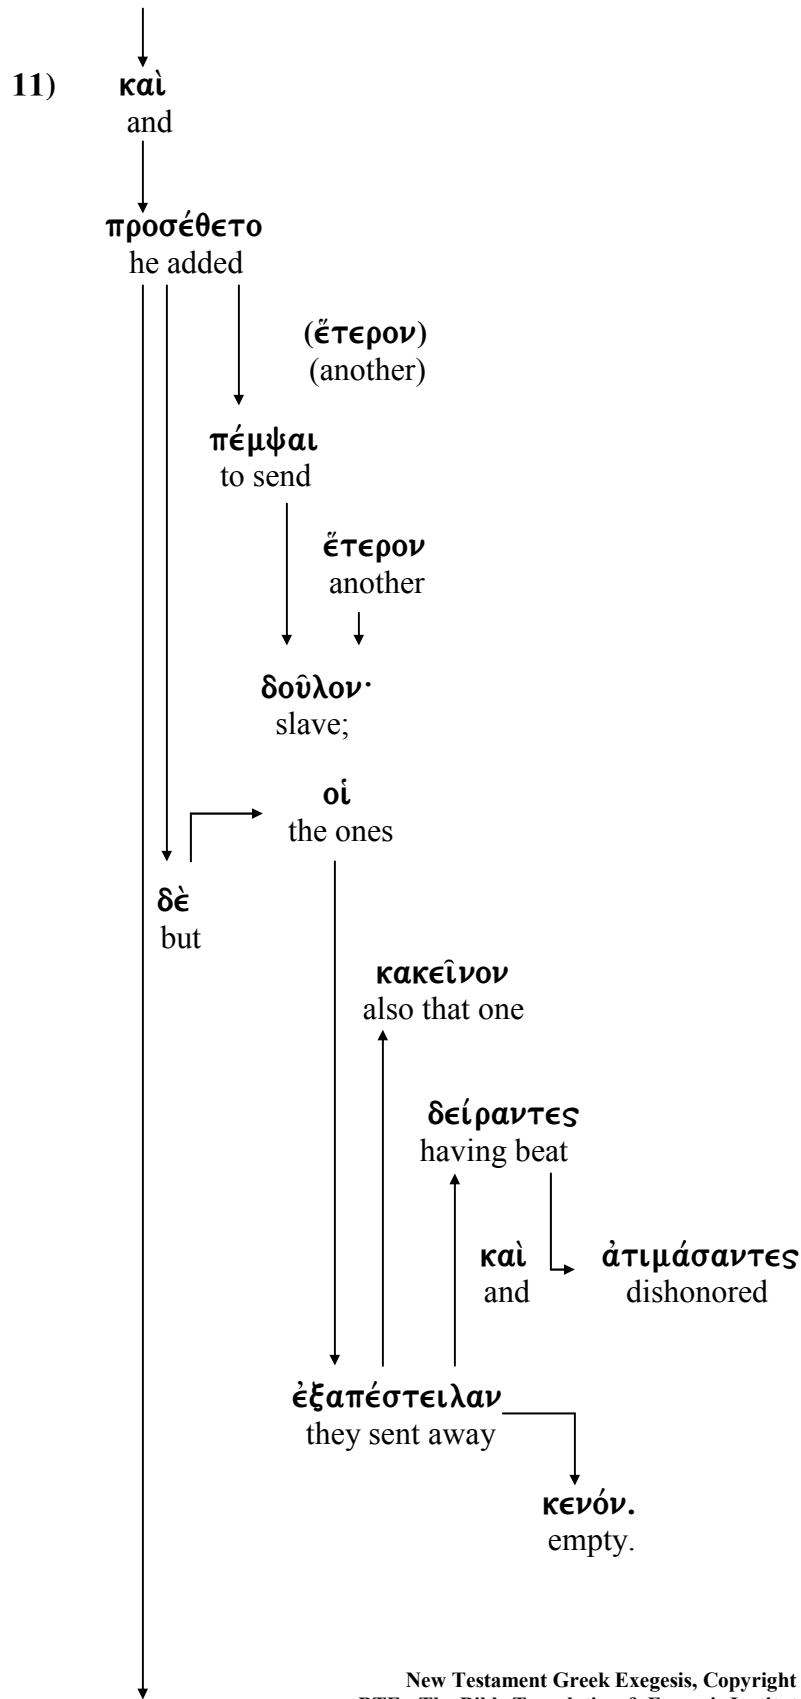 11) καὶ
and
προσέθετο
he added
(ἕτερον)
(another)
πέμψαι
to send
ἕτερον
another
δοῦλον·
slave;
οἱ
the ones
δὲ
but
κακεῖνον
also that one
δείραντες
having beat
καὶ ἀτιμάσαντες
and dishonored
ἐξαπέστειλαν
they sent away
κενόν.
empty.
New Testament Greek Exegesis, Copyright